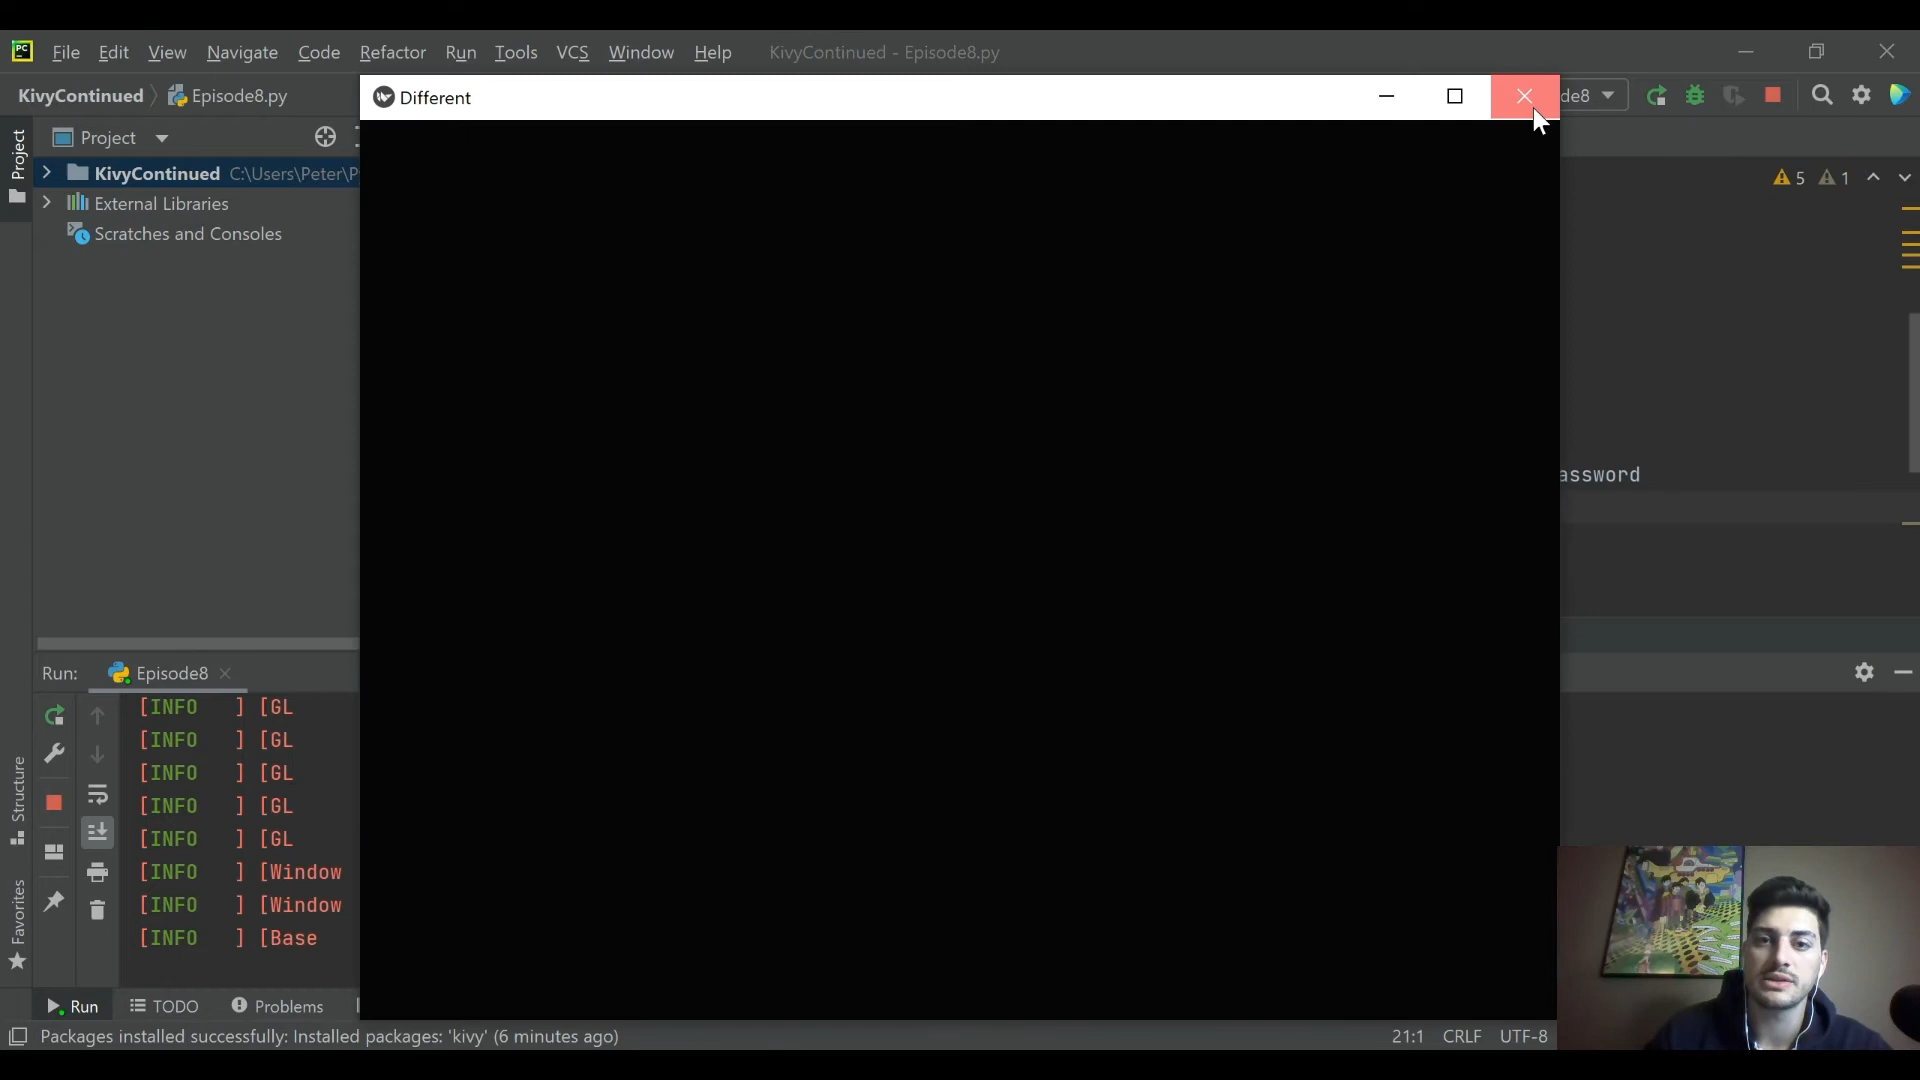 PC File Edit View Navigate Code Refactor Run Tools VCS Window Help KivyContinued - Episode8.py
KivyContinued Episode8.py
Different
de8
Project
Project
5 1
KivyContinued C:\Users\Peter\P
External Libraries
Scratches and Consoles
assword
Run: Episode8
[INFO ] [GL
[INFO ] [GL
[INFO ] [GL
[INFO ] [GL
[INFO ] [GL
[INFO ] [Window
[INFO ] [Window
[INFO ] [Base
Structure
Favorites
Run TODO Problems
Packages installed successfully: Installed packages: 'kivy' (6 minutes ago) 21:1 CRLF UTF-8